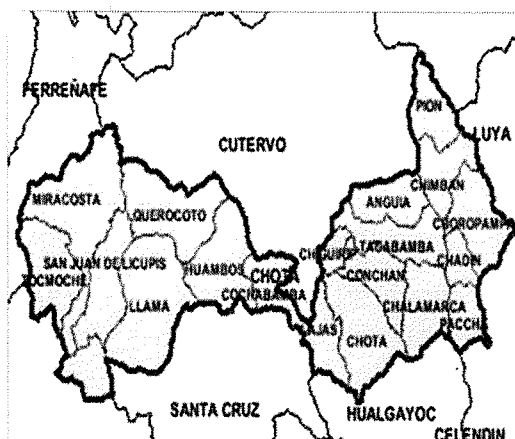 FERREÑAFE
PION
LUYA
CUTERVO
CHIMBAN
MIRACOSTA
ANGUIA
QUEROCOTO
CHOROPAMPA
TACABAMBA
SAN JUAN DE LICUPIS
CHADIN
TOCMOCHE
HUAMBOS
CHOTA
CONCHAN
COCHABAMBA
LLAMA
CHALAMARCA
LAJAS
PACCHA
CHOTA
SANTA CRUZ
HUALGAYOC
CELENDIN